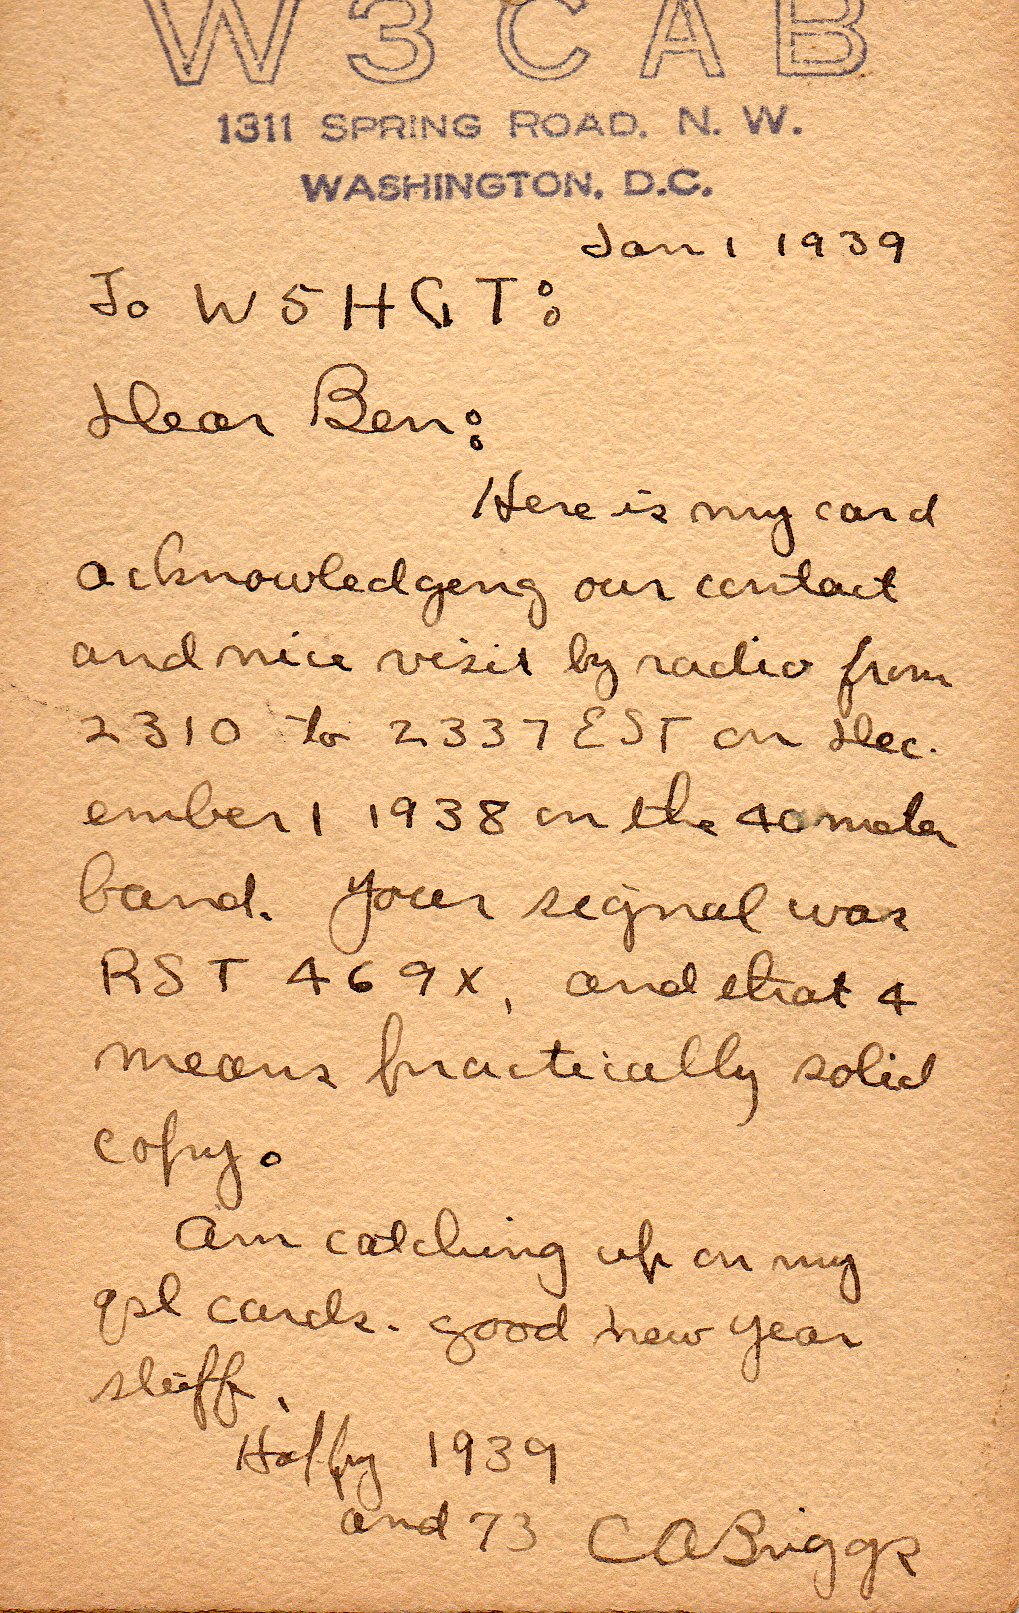 W3CAB
1311 SPRING ROAD. N. W.
WASHINGTON. D.C.
Jan 1 1939
To W5HGT:
Dear Ben:
Here is my card
acknowledgeng our contact
and nice visit by radio from
2310 to 2337 EST on Dec.
ember 1 1938 on the 40 meter
band. Your signal was
RST 469X, and that 4
means practically solid
copy.
Am catching up on my
qsl cards. good new year
stuff.
Happy 1939
and 73 CABriggs